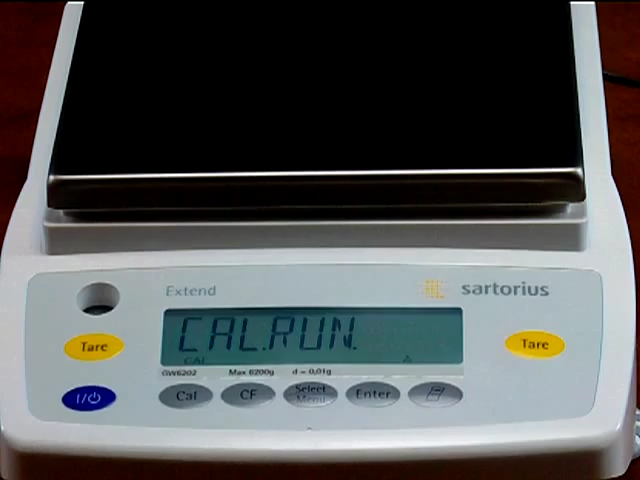 Extend
sartorius
CAL.RUN.
CAL
Tare
Tare
GW6202 Max 6200g d = 0,01g
I/⏻
Cal
CF
Select
Menu
Enter